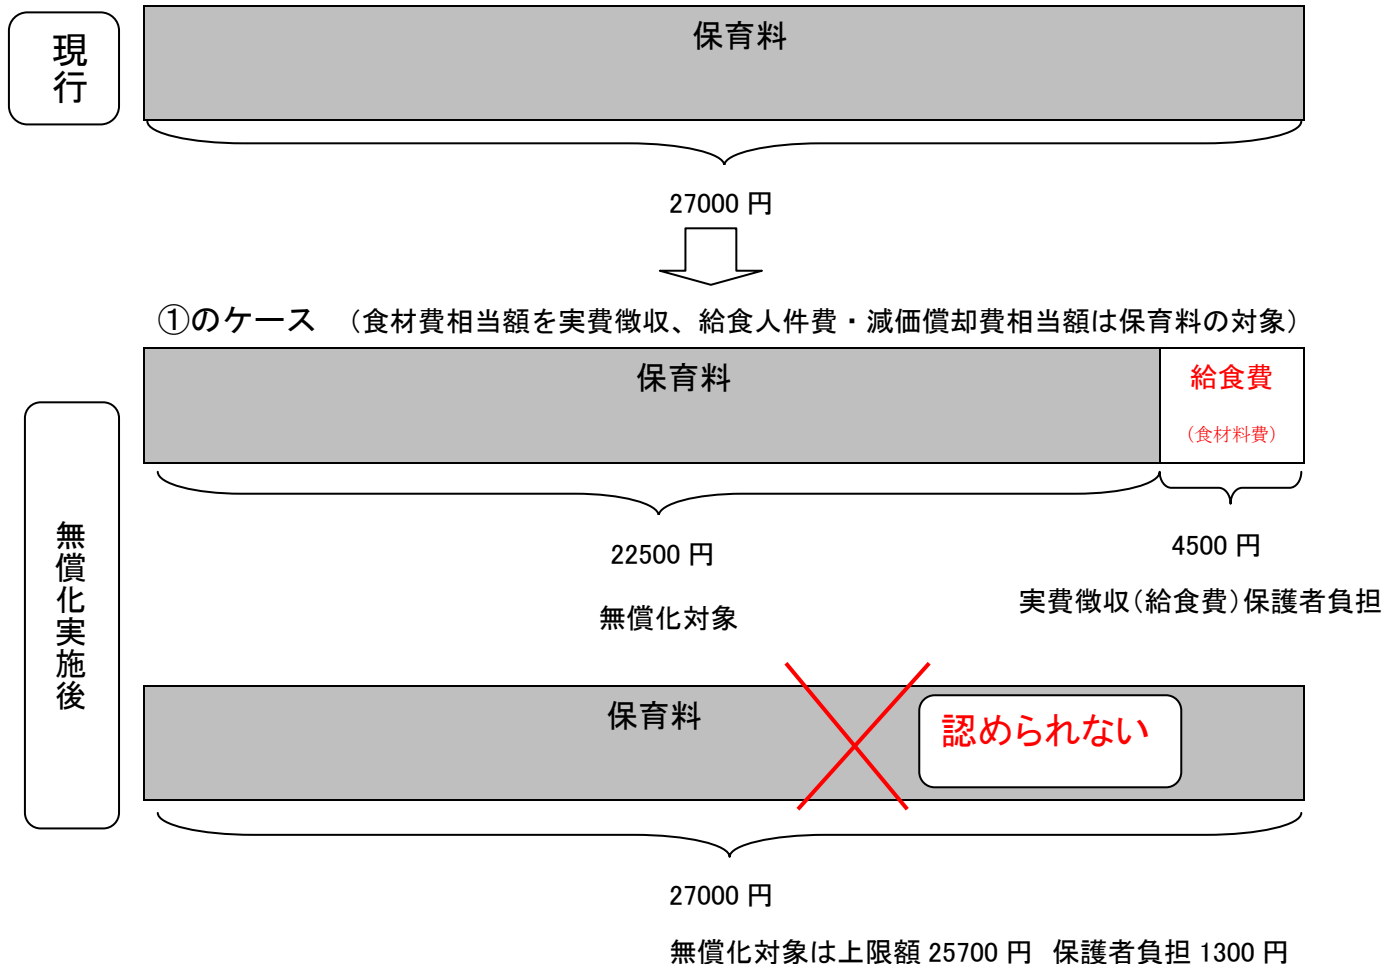 現行
保育料
27000 円
①のケース （食材費相当額を実費徴収、給食人件費・減価償却費相当額は保育料の対象）
保育料
給食費
（食材料費）
無償化実施後
22500 円
無償化対象
4500 円
実費徴収（給食費）保護者負担
保育料
認められない
27000 円
無償化対象は上限額 25700 円 保護者負担 1300 円